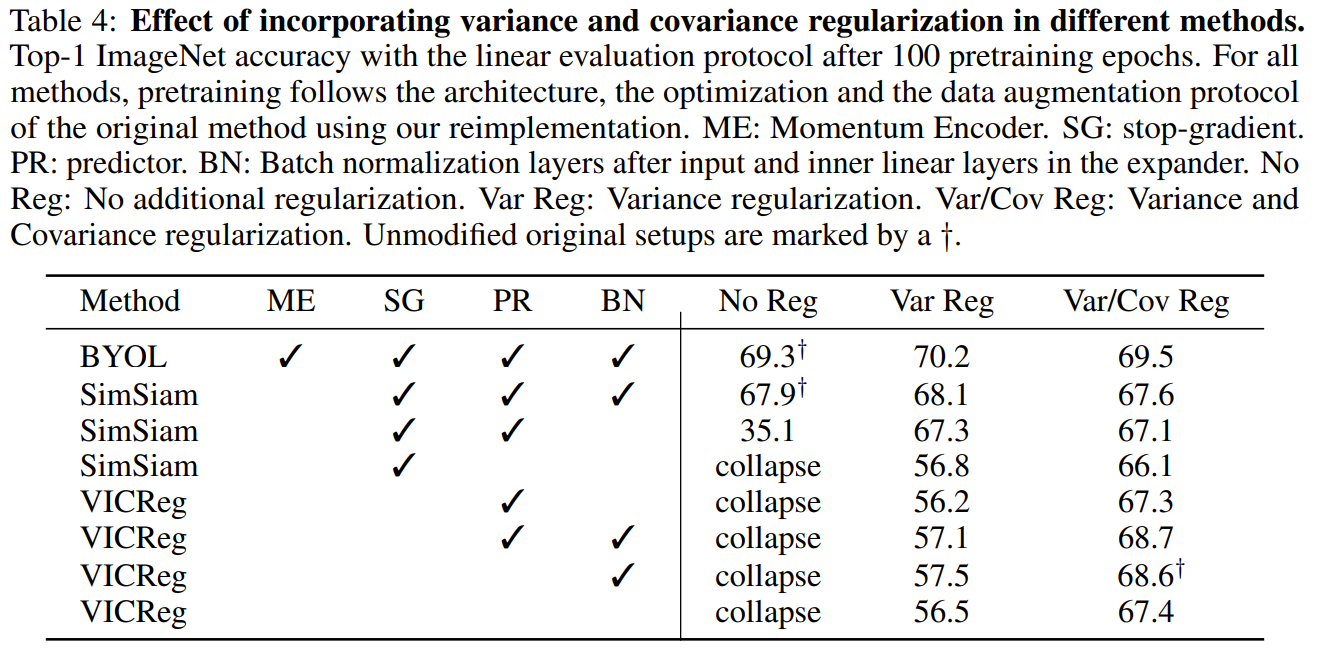 Table 4: Effect of incorporating variance and covariance regularization in different methods.
Top-1 ImageNet accuracy with the linear evaluation protocol after 100 pretraining epochs. For all
methods, pretraining follows the architecture, the optimization and the data augmentation protocol
of the original method using our reimplementation. ME: Momentum Encoder. SG: stop-gradient.
PR: predictor. BN: Batch normalization layers after input and inner linear layers in the expander. No
Reg: No additional regularization. Var Reg: Variance regularization. Var/Cov Reg: Variance and
Covariance regularization. Unmodified original setups are marked by a †.
Method ME SG PR BN No Reg Var Reg Var/Cov Reg
BYOL ✓ ✓ ✓ ✓ 69.3† 70.2 69.5
SimSiam ✓ ✓ ✓ 67.9† 68.1 67.6
SimSiam ✓ ✓ 35.1 67.3 67.1
SimSiam ✓ collapse 56.8 66.1
VICReg ✓ collapse 56.2 67.3
VICReg ✓ ✓ collapse 57.1 68.7
VICReg ✓ collapse 57.5 68.6†
VICReg collapse 56.5 67.4